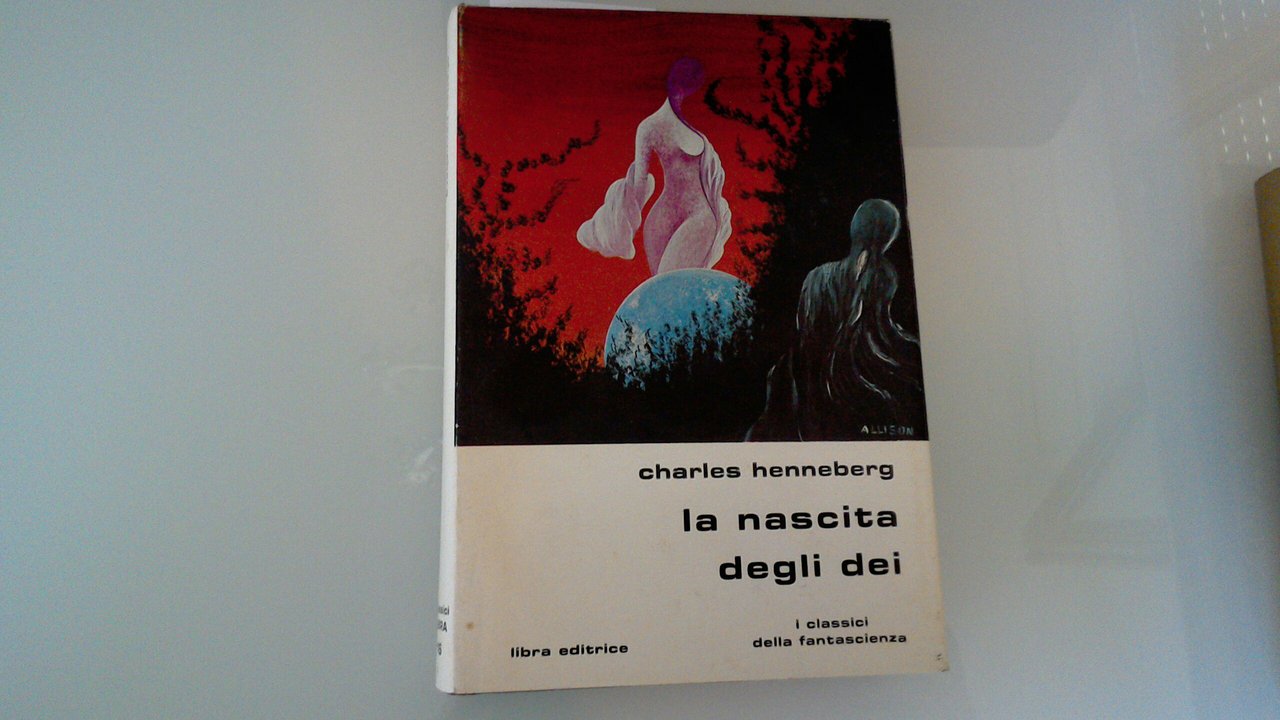 ALLISON
charles henneberg
la nascita
degli dei
i classici
della fantascienza
libra editrice